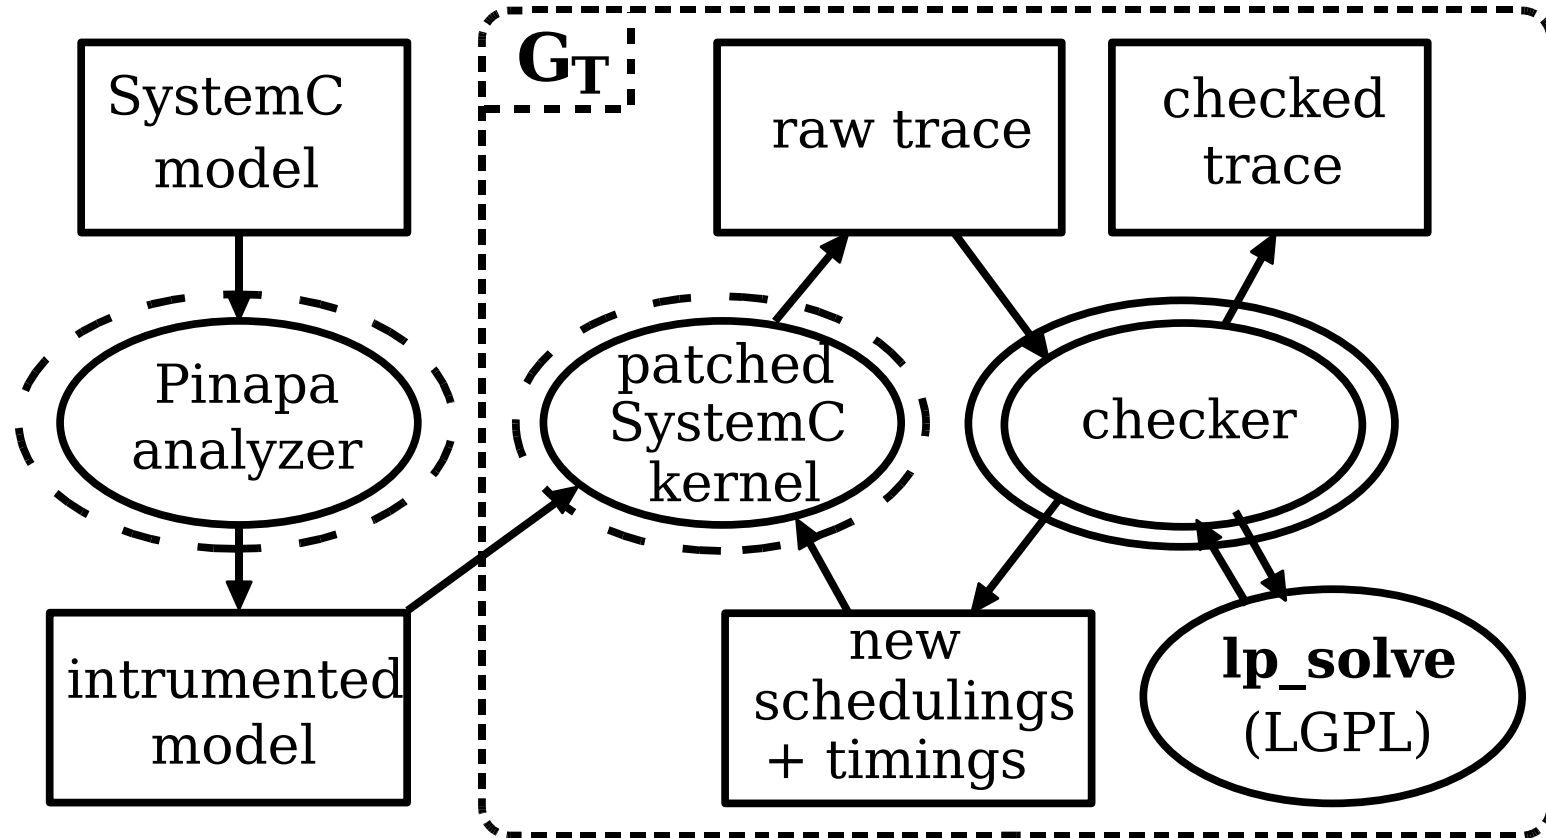 SystemC
model
Pinapa
analyzer
intrumented
model
G_T
raw trace
checked
trace
patched
SystemC
kernel
checker
new
schedulings
+ timings
lp_solve
(LGPL)